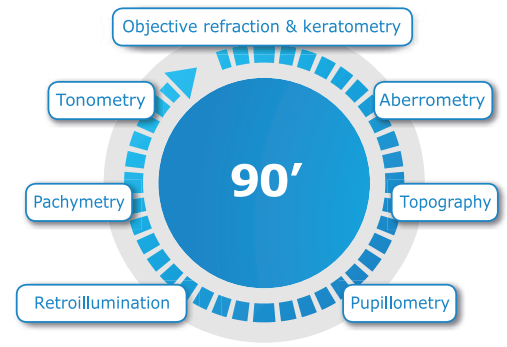 Objective refraction & keratometry
Tonometry
Aberrometry
90′
Pachymetry
Topography
Retroillumination
Pupillometry